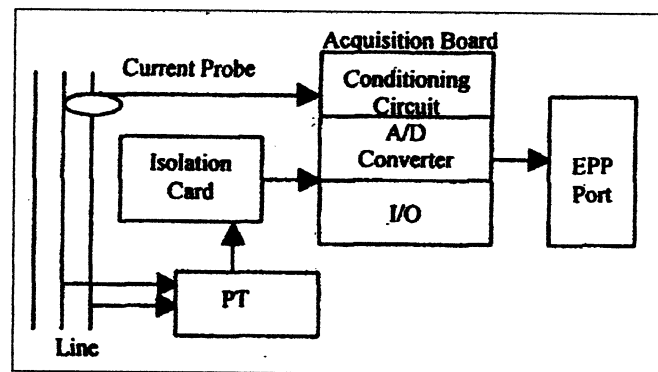 Acquisition Board
Current Probe
Conditioning
Circuit
A/D
Converter
I/O
Isolation
Card
EPP
Port
PT
Line